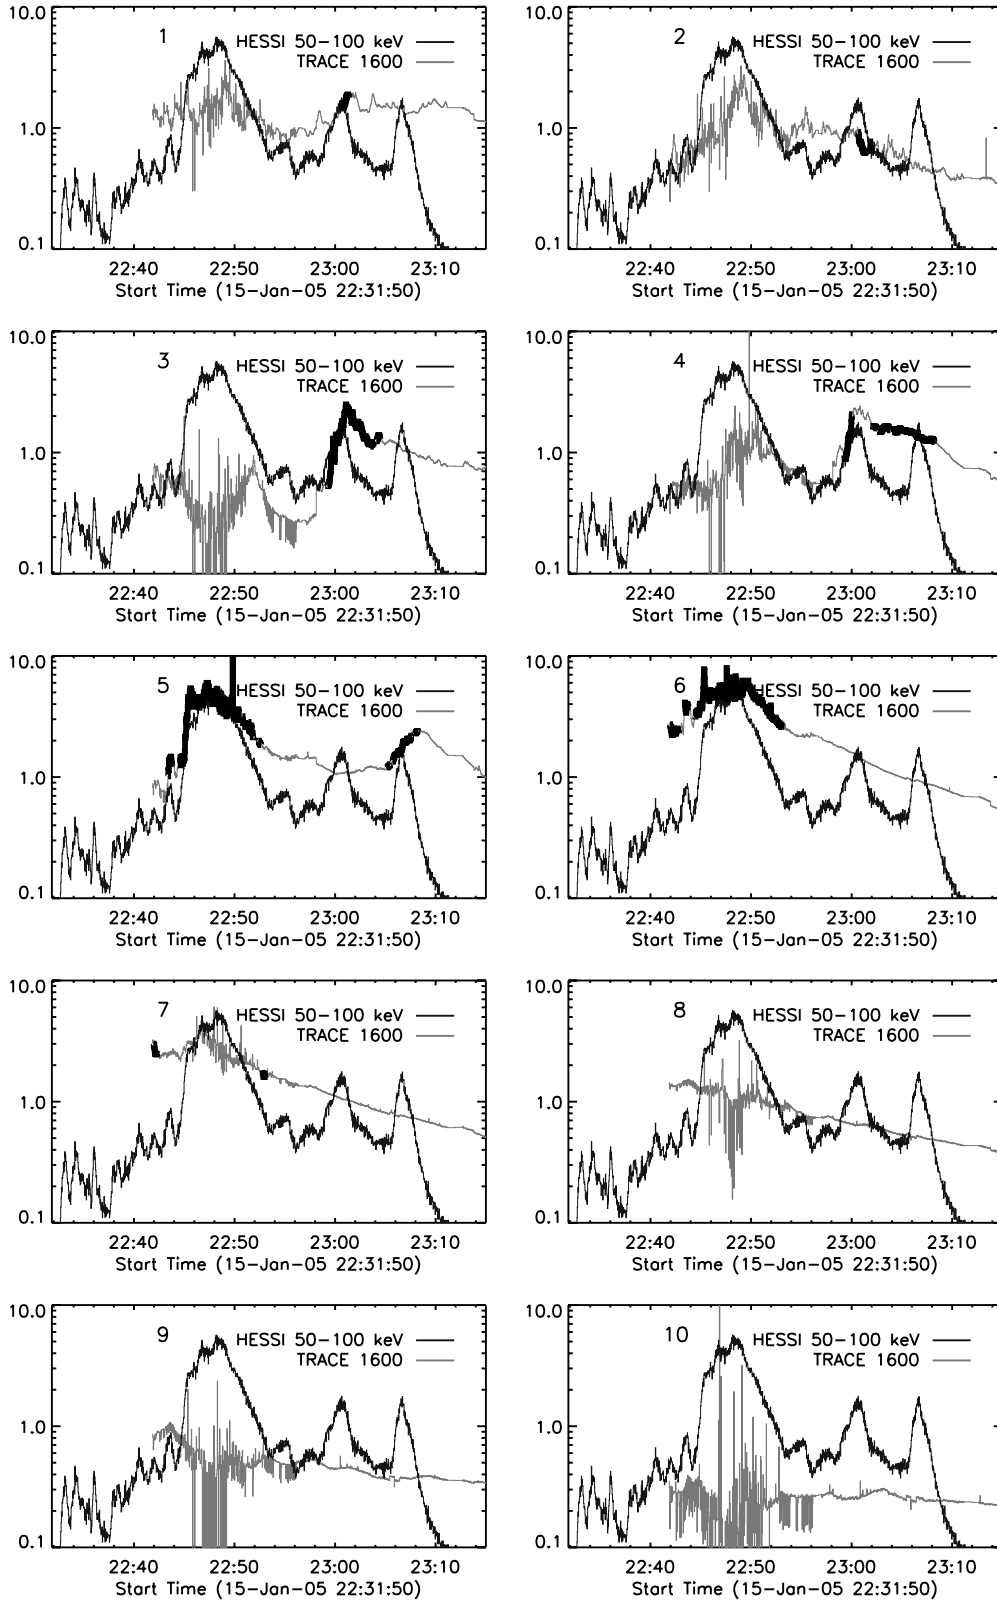 10.0 1 HESSI 50-100 keV
TRACE 1600
1.0
0.1
22:40 22:50 23:00 23:10
Start Time (15-Jan-05 22:31:50)
10.0 2 HESSI 50-100 keV
TRACE 1600
1.0
0.1
22:40 22:50 23:00 23:10
Start Time (15-Jan-05 22:31:50)
10.0 3 HESSI 50-100 keV
TRACE 1600
1.0
0.1
22:40 22:50 23:00 23:10
Start Time (15-Jan-05 22:31:50)
10.0 4 HESSI 50-100 keV
TRACE 1600
1.0
0.1
22:40 22:50 23:00 23:10
Start Time (15-Jan-05 22:31:50)
10.0 5 HESSI 50-100 keV
TRACE 1600
1.0
0.1
22:40 22:50 23:00 23:10
Start Time (15-Jan-05 22:31:50)
10.0 6 HESSI 50-100 keV
TRACE 1600
1.0
0.1
22:40 22:50 23:00 23:10
Start Time (15-Jan-05 22:31:50)
10.0 7 HESSI 50-100 keV
TRACE 1600
1.0
0.1
22:40 22:50 23:00 23:10
Start Time (15-Jan-05 22:31:50)
10.0 8 HESSI 50-100 keV
TRACE 1600
1.0
0.1
22:40 22:50 23:00 23:10
Start Time (15-Jan-05 22:31:50)
10.0 9 HESSI 50-100 keV
TRACE 1600
1.0
0.1
22:40 22:50 23:00 23:10
Start Time (15-Jan-05 22:31:50)
10.0 10 HESSI 50-100 keV
TRACE 1600
1.0
0.1
22:40 22:50 23:00 23:10
Start Time (15-Jan-05 22:31:50)